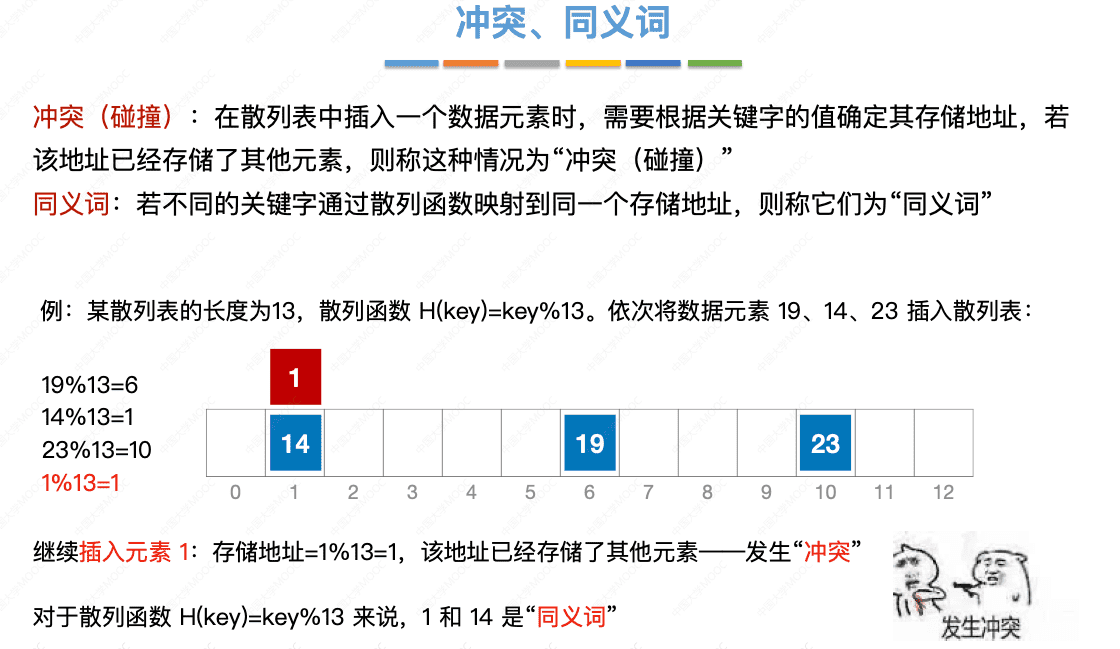 冲突、同义词
冲突（碰撞）：在散列表中插入一个数据元素时，需要根据关键字的值确定其存储地址，若
该地址已经存储了其他元素，则称这种情况为“冲突（碰撞）”
同义词：若不同的关键字通过散列函数映射到同一个存储地址，则称它们为“同义词”
例：某散列表的长度为13，散列函数 H(key)=key%13。依次将数据元素 19、14、23 插入散列表：
19%13=6
14%13=1
23%13=10
1%13=1
1
14 19 23
0 1 2 3 4 5 6 7 8 9 10 11 12
继续插入元素 1：存储地址=1%13=1，该地址已经存储了其他元素——发生“冲突”
对于散列函数 H(key)=key%13 来说，1 和 14 是“同义词”
发生冲突